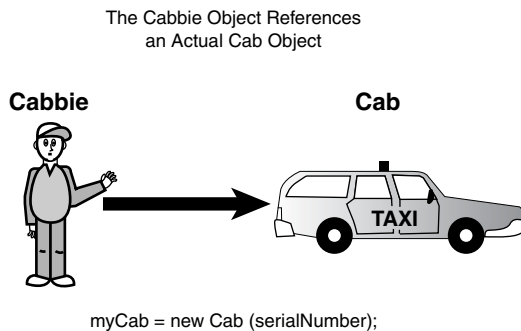 The Cabbie Object References
an Actual Cab Object
Cabbie
Cab
TAXI
myCab = new Cab (serialNumber);